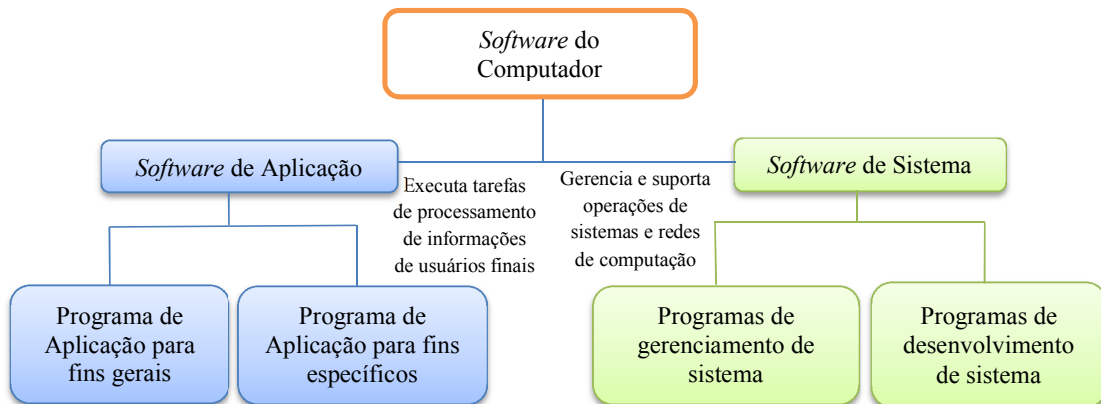 Software do
Computador
Software de Aplicação
Software de Sistema
Executa tarefas
de processamento
de informações
de usuários finais
Gerencia e suporta
operações de
sistemas e redes
de computação
Programa de
Aplicação para
fins gerais
Programa de
Aplicação para fins
específicos
Programas de
gerenciamento de
sistema
Programas de
desenvolvimento
de sistema